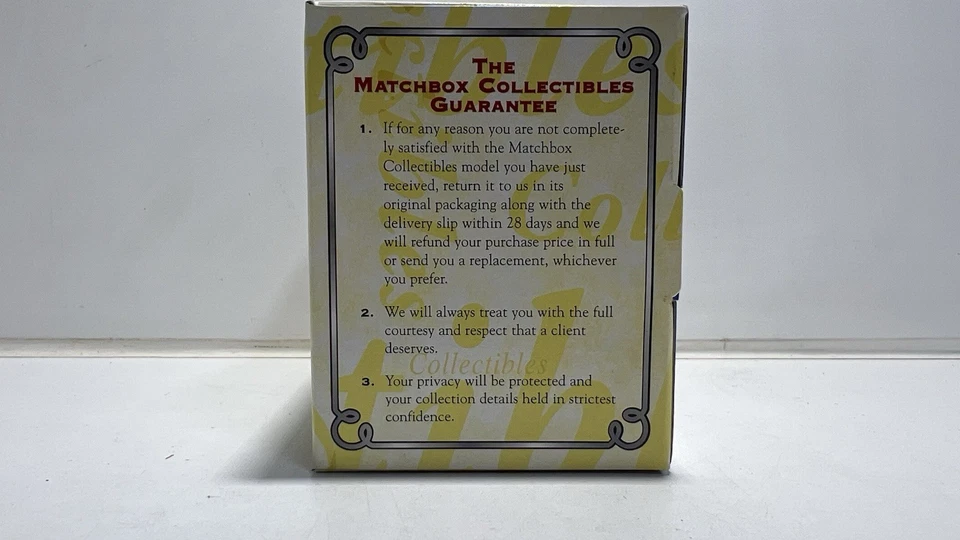 The
Matchbox Collectibles
Guarantee
1. If for any reason you are not complete-
ly satisfied with the Matchbox
Collectibles model you have just
received, return it to us in its
original packaging along with the
delivery slip within 28 days and we
will refund your purchase price in full
or send you a replacement, whichever
you prefer.
2. We will always treat you with the full
courtesy and respect that a client
deserves.
Collectibles
3. Your privacy will be protected and
your collection details held in strictest
confidence.